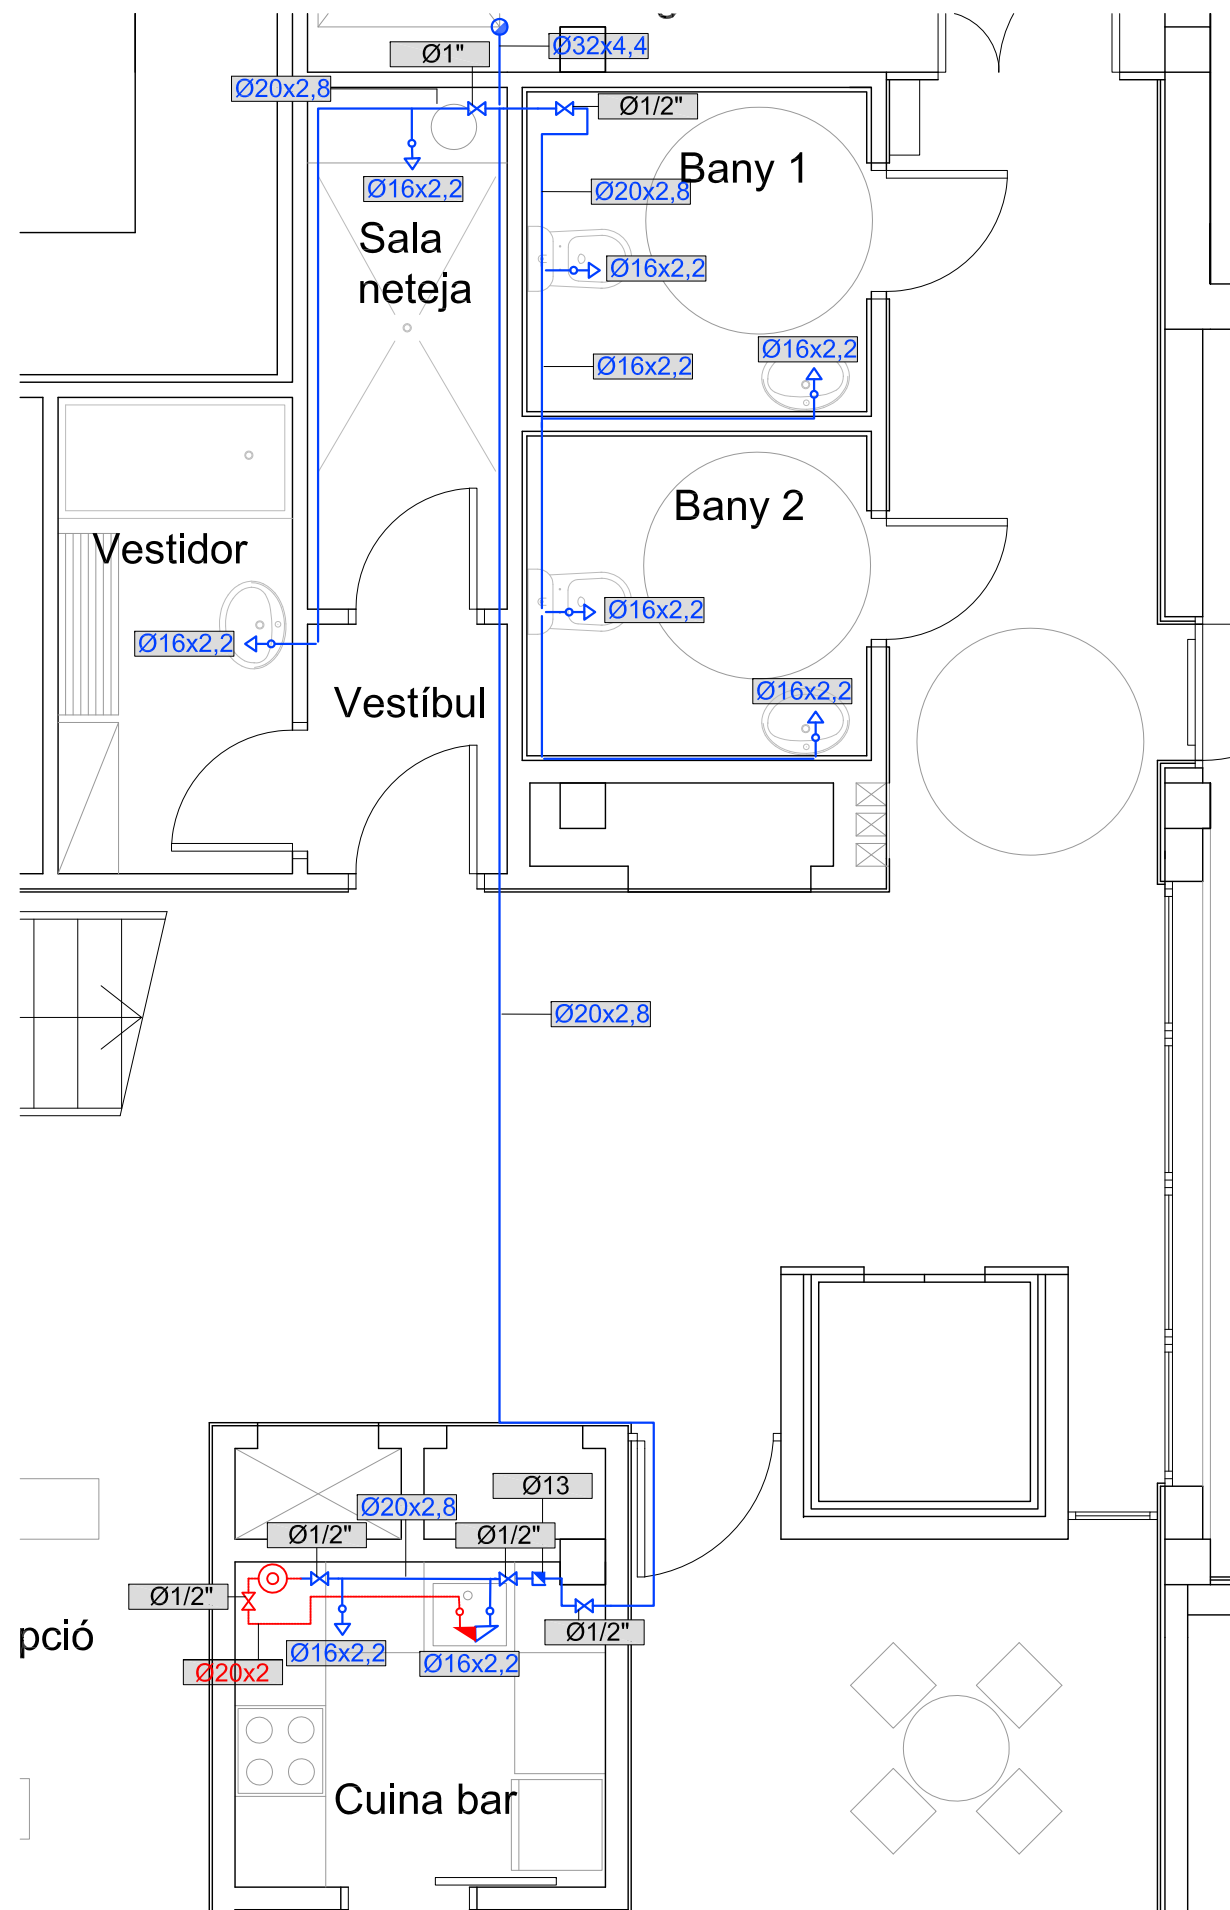 Ø1"
Ø32x4,4
Ø20x2,8
Ø1/2"
Bany 1
Ø16x2,2
Ø20x2,8
Sala
neteja
Ø16x2,2
Ø16x2,2
Ø16x2,2
Bany 2
Vestidor
Ø16x2,2
Ø16x2,2
Ø16x2,2
Vestíbul
Ø20x2,8
Ø13
Ø20x2,8
Ø1/2"
Ø1/2"
Ø1/2"
Ø1/2"
pció
Ø16x2,2
Ø16x2,2
Ø20x2
Cuina bar